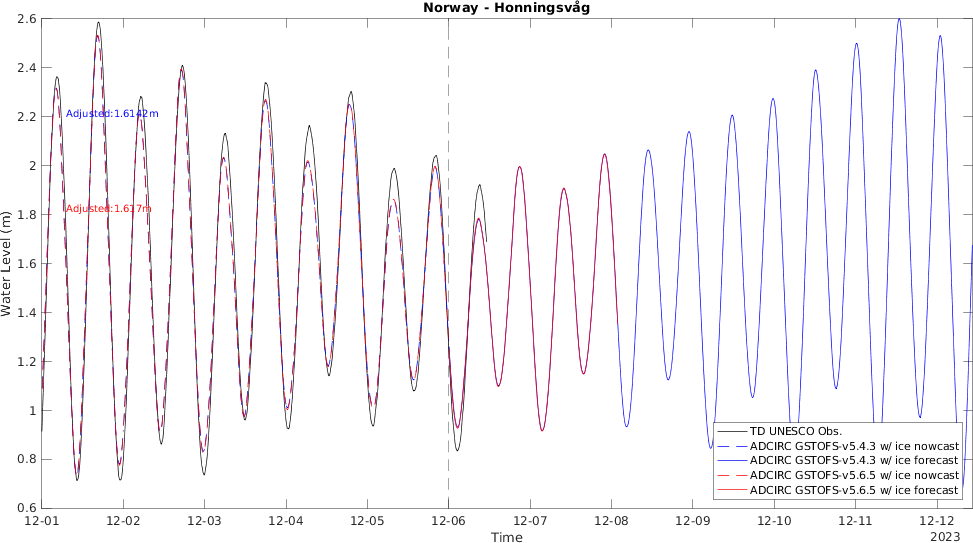 Norway - Honningsvåg
2.6
2.4
2.2
2
1.8
1.6
1.4
1.2
1
0.8
0.6
Water Level (m)
Adjusted:1.6142m
Adjusted:1.617m
TD UNESCO Obs.
ADCIRC GSTOFS-v5.4.3 w/ ice nowcast
ADCIRC GSTOFS-v5.4.3 w/ ice forecast
ADCIRC GSTOFS-v5.6.5 w/ ice nowcast
ADCIRC GSTOFS-v5.6.5 w/ ice forecast
12-01 12-02 12-03 12-04 12-05 12-06 12-07 12-08 12-09 12-10 12-11 12-12
Time
2023